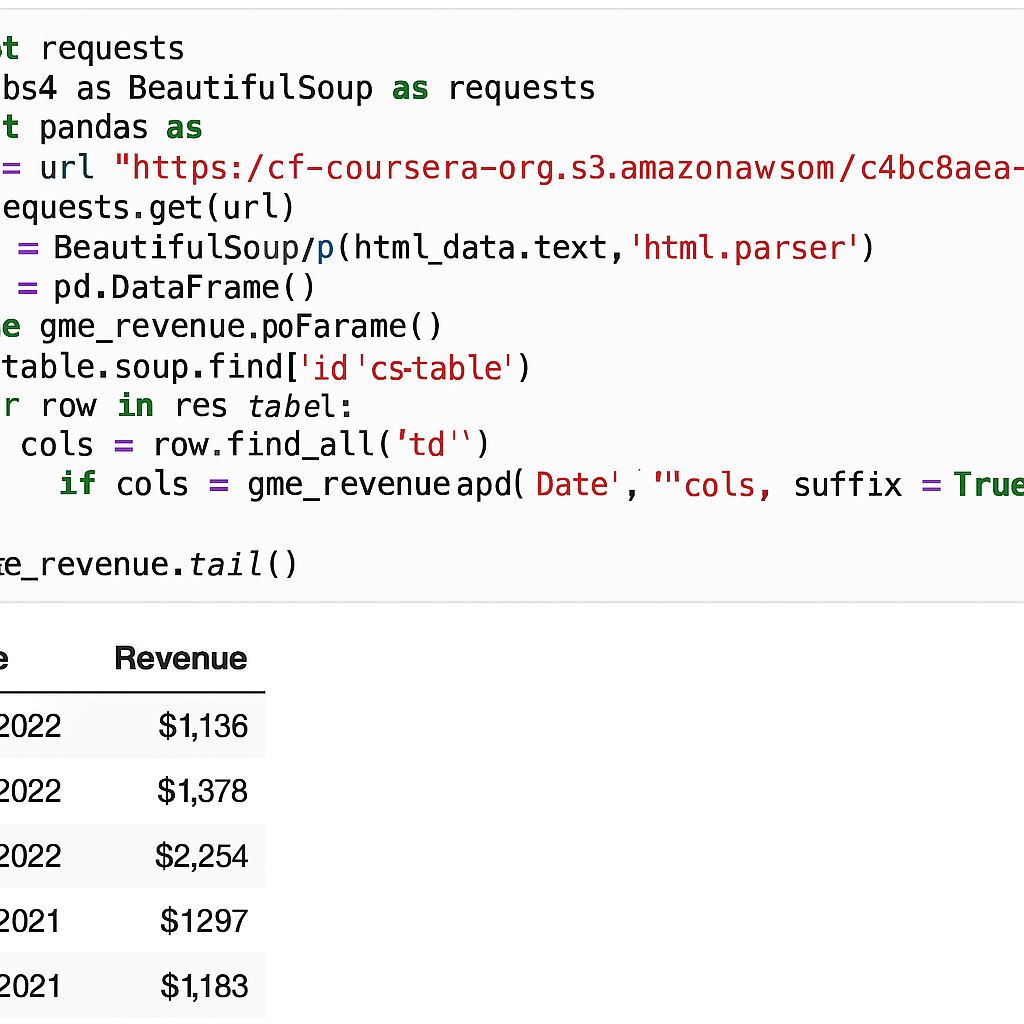 t requests
bs4 as BeautifulSoup as requests
t pandas as
= url "https:/cf-coursera-org.s3.amazonawsom/c4bc8aea-
equests.get(url)
= BeautifulSoup/p(html_data.text,'html.parser')
= pd.DataFrame()
e gme_revenue.poFarame()
table.soup.find['id 'cs-table')
r row in res tabel:
cols = row.find_all('td'')
if cols = gme_revenue apd( Date', '"cols, suffix = True
e_revenue.tail()
e Revenue
2022 $1,136
2022 $1,378
2022 $2,254
2021 $1297
2021 $1,183